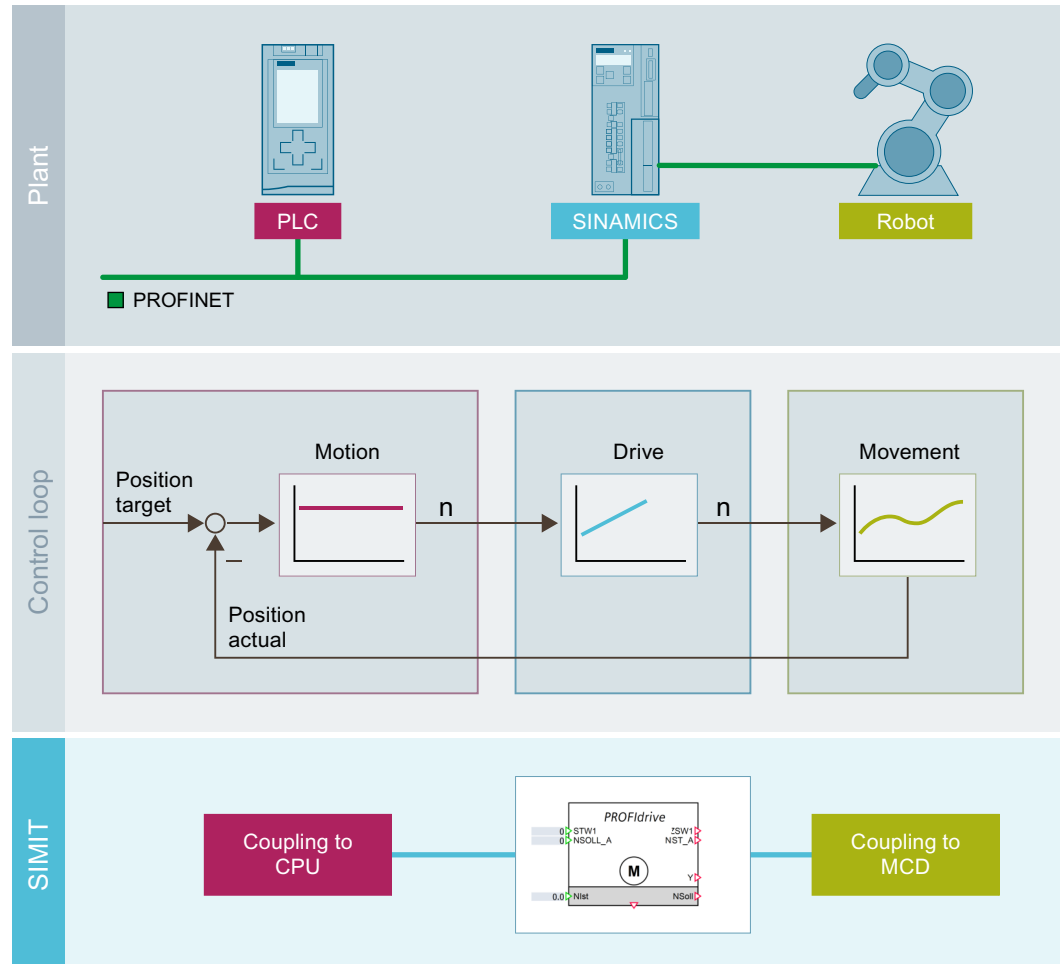 Plant
PLC
SINAMICS
Robot
PROFINET
Control loop
Motion
Drive
Movement
Position
target
n
n
–
Position
actual
SIMIT
Coupling to
CPU
PROFIdrive
0 STW1 ZSW1
0 NSOLL_A NST_A
M
Y
0.0 NIst NSoll
Coupling to
MCD